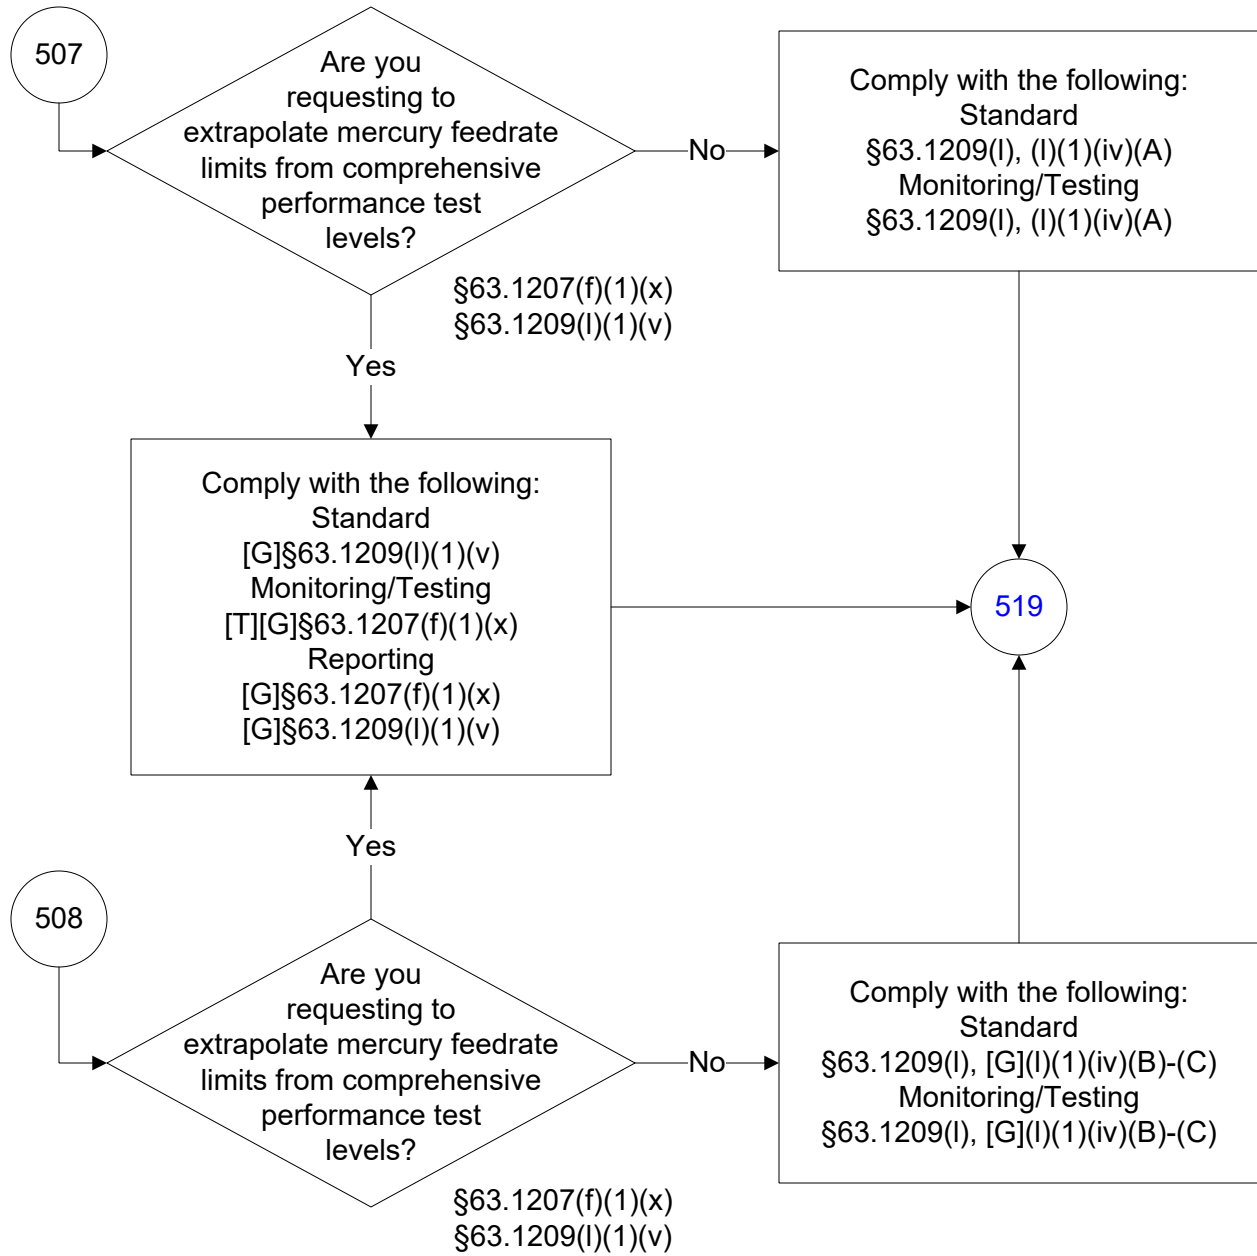 507
Are you
requesting to
extrapolate mercury feedrate
limits from comprehensive
performance test
levels?
No
Comply with the following:
Standard
§63.1209(l), (l)(1)(iv)(A)
Monitoring/Testing
§63.1209(l), (l)(1)(iv)(A)
§63.1207(f)(1)(x)
§63.1209(l)(1)(v)
Yes
Comply with the following:
Standard
[G]§63.1209(l)(1)(v)
Monitoring/Testing
[T][G]§63.1207(f)(1)(x)
Reporting
[G]§63.1207(f)(1)(x)
[G]§63.1209(l)(1)(v)
519
Yes
508
Are you
requesting to
extrapolate mercury feedrate
limits from comprehensive
performance test
levels?
No
Comply with the following:
Standard
§63.1209(l), [G](l)(1)(iv)(B)-(C)
Monitoring/Testing
§63.1209(l), [G](l)(1)(iv)(B)-(C)
§63.1207(f)(1)(x)
§63.1209(l)(1)(v)